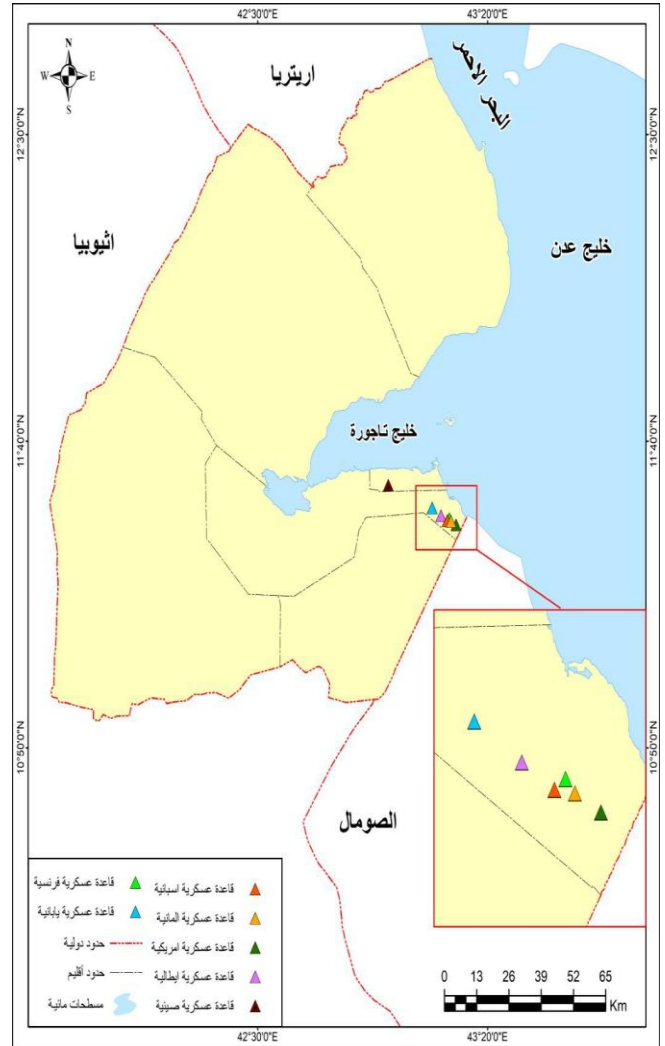 42°30'0"E
43°20'0"E
N
W
E
S
اريتريا
البحر الاحمر
12°30'0"N
12°30'0"N
اثيوبيا
خليج عدن
خليج تاجورة
11°40'0"N
11°40'0"N
10°50'0"N
10°50'0"N
الصومال
قاعدة عسكرية اسبانية
قاعدة عسكرية فرنسية
قاعدة عسكرية المانية
قاعدة عسكرية يابانية
قاعدة عسكرية امريكية
حدود دولية
قاعدة عسكرية ايطالية
حدود أقليم
قاعدة عسكرية صينية
مسطحات مائية
0 13 26 39 52 65
Km
42°30'0"E
43°20'0"E